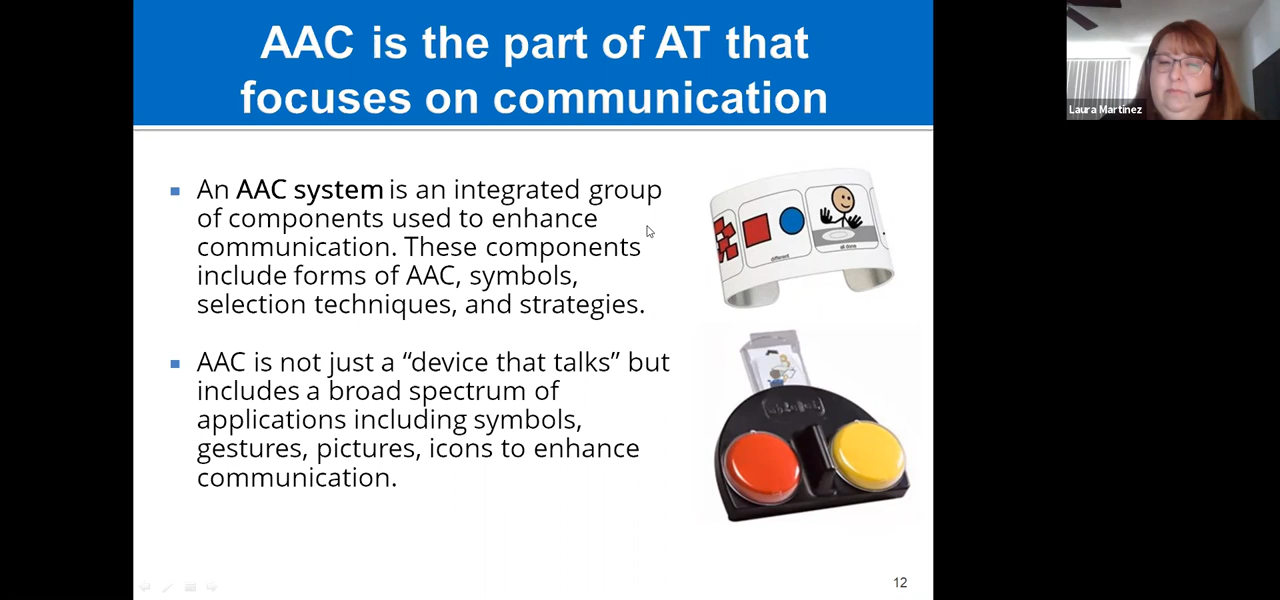 AAC is the part of AT that
focuses on communication
An AAC system is an integrated group
of components used to enhance
communication. These components
include forms of AAC, symbols,
selection techniques, and strategies.
AAC is not just a “device that talks” but
includes a broad spectrum of
applications including symbols,
gestures, pictures, icons to enhance
communication.
different
all done
12
Laura Martinez